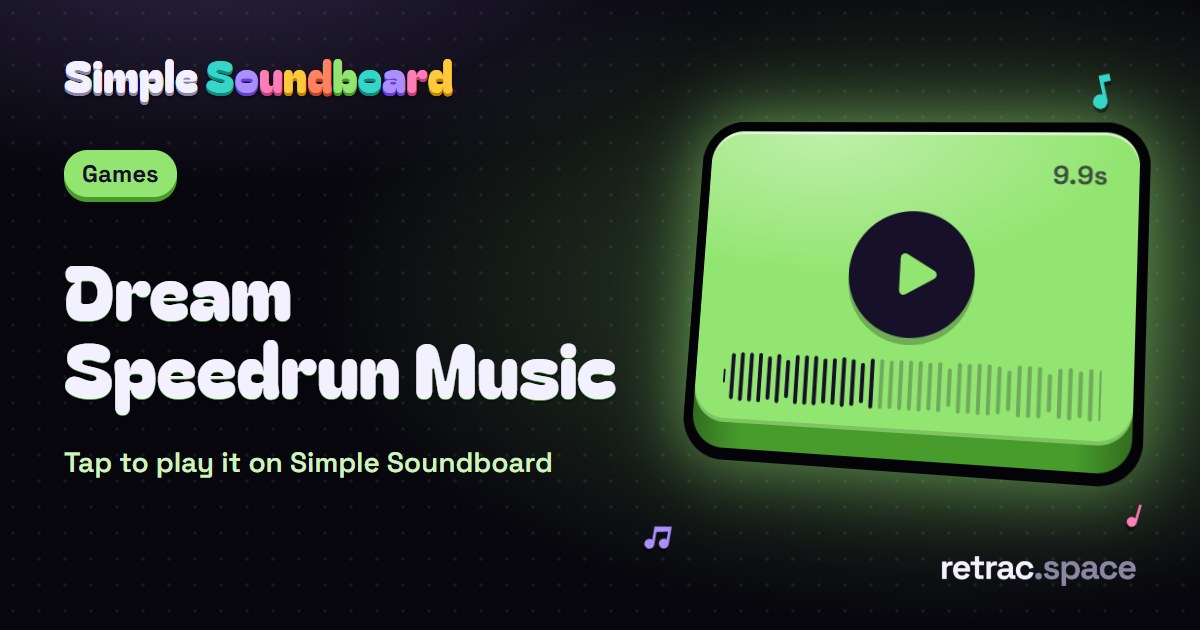 Simple Soundboard
Games
9.9s
Dream
Speedrun Music
Tap to play it on Simple Soundboard
retrac.space